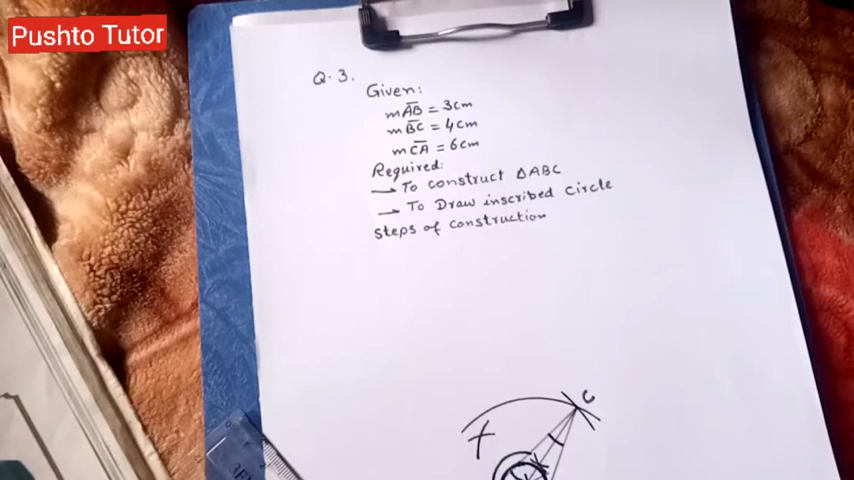 Pushto Tutor
Q.3.
Given:
mAB = 3cm
mBC = 4cm
mCA = 6cm
Required:
→ To construct ΔABC
→ To Draw inscribed circle
steps of construction
C